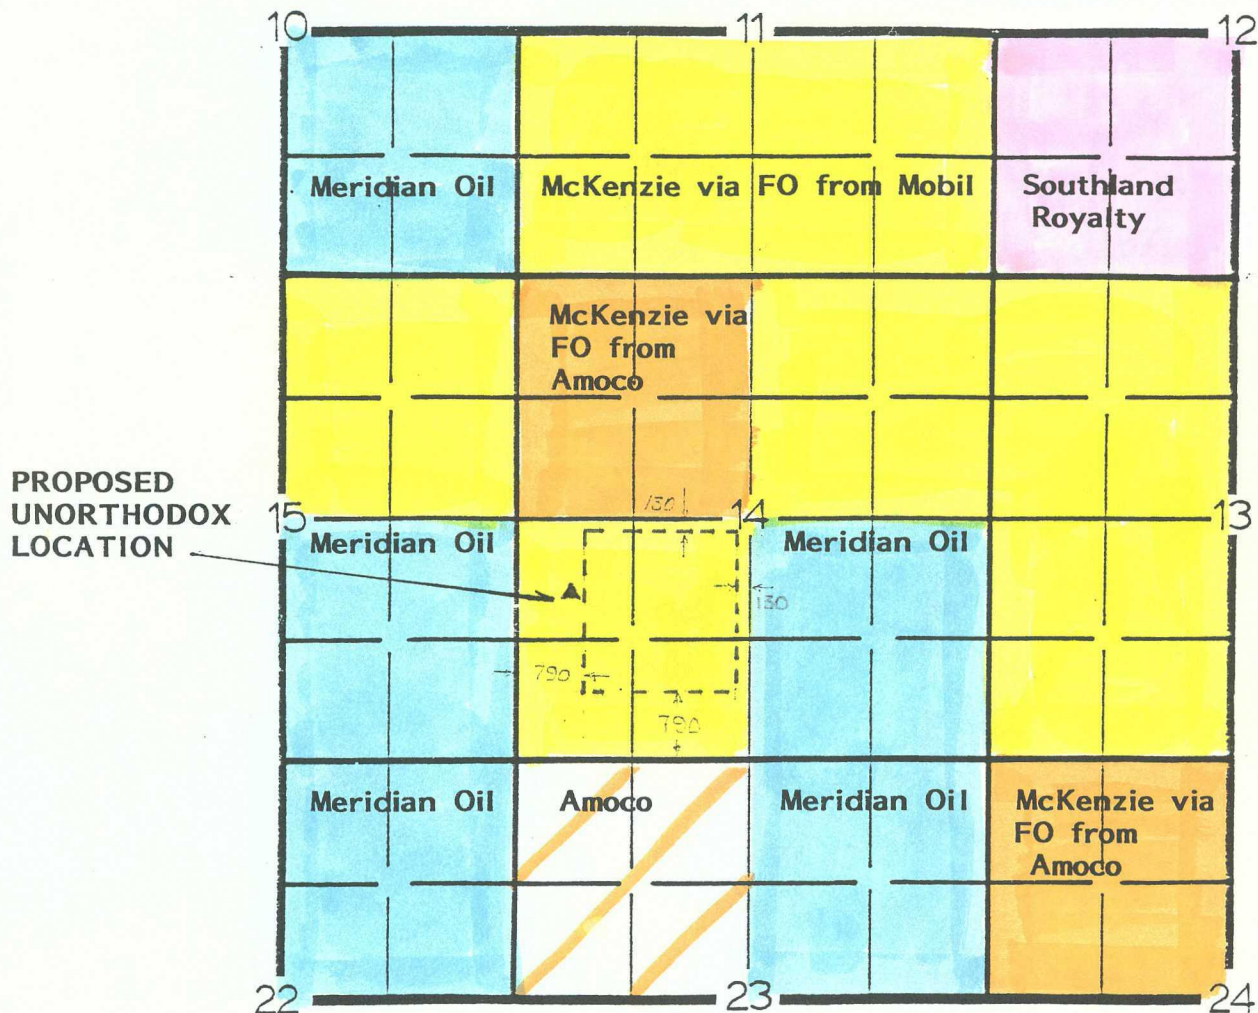 10 11 12
Meridian Oil McKenzie via FO from Mobil Southland
Royalty
McKenzie via
FO from
Amoco
PROPOSED
UNORTHODOX
LOCATION
130
15 14 13
Meridian Oil Meridian Oil
130
790
790
Meridian Oil Amoco Meridian Oil McKenzie via
FO from
Amoco
22 23 24